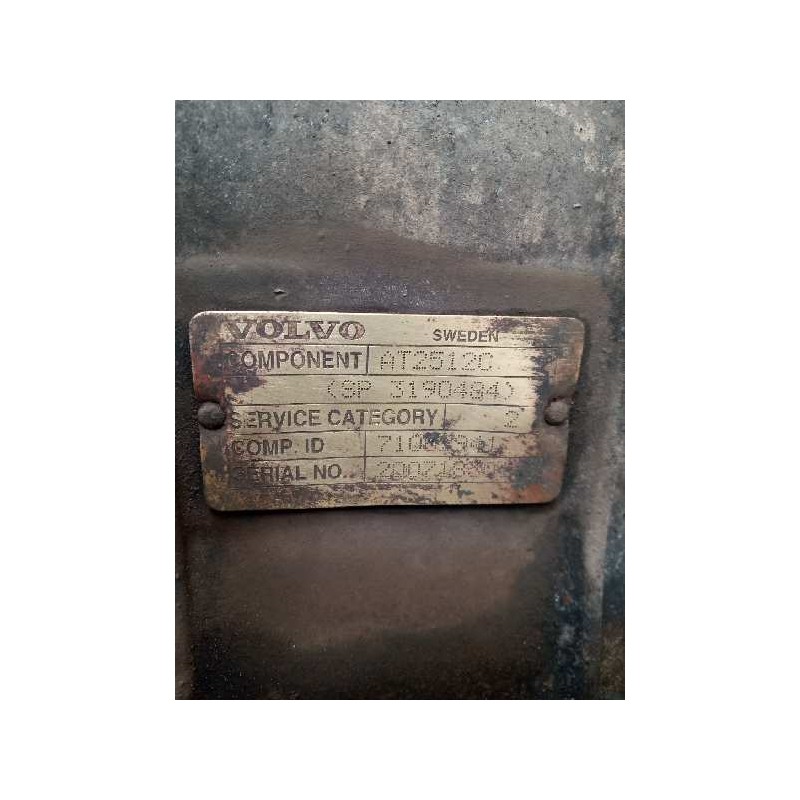 VOLVO SWEDEN
COMPONENT AT2512C
(SP 3190484)
SERVICE CATEGORY 2
COMP. ID
SERIAL NO..